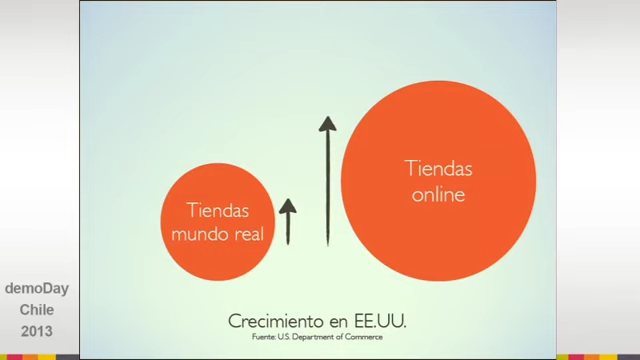 Tiendas
online
Tiendas
mundo real
demoDay
Chile
2013
Crecimiento en EE.UU.
Fuente: U.S. Department of Commerce